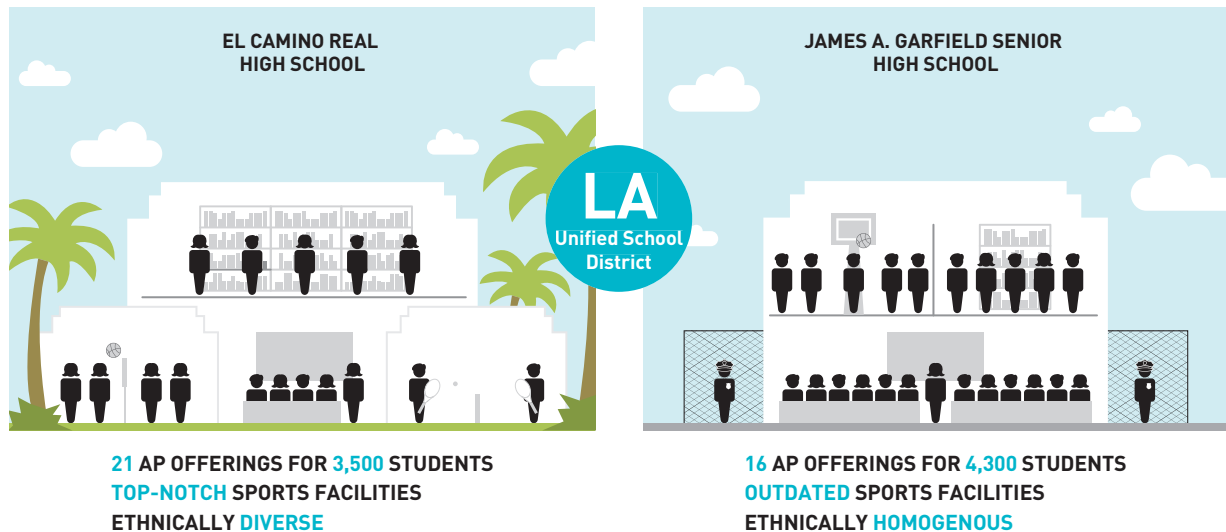 EL CAMINO REAL
HIGH SCHOOL
JAMES A. GARFIELD SENIOR
HIGH SCHOOL
LA
Unified School
District
21 AP OFFERINGS FOR 3,500 STUDENTS
TOP-NOTCH SPORTS FACILITIES
ETHNICALLY DIVERSE
16 AP OFFERINGS FOR 4,300 STUDENTS
OUTDATED SPORTS FACILITIES
ETHNICALLY HOMOGENOUS